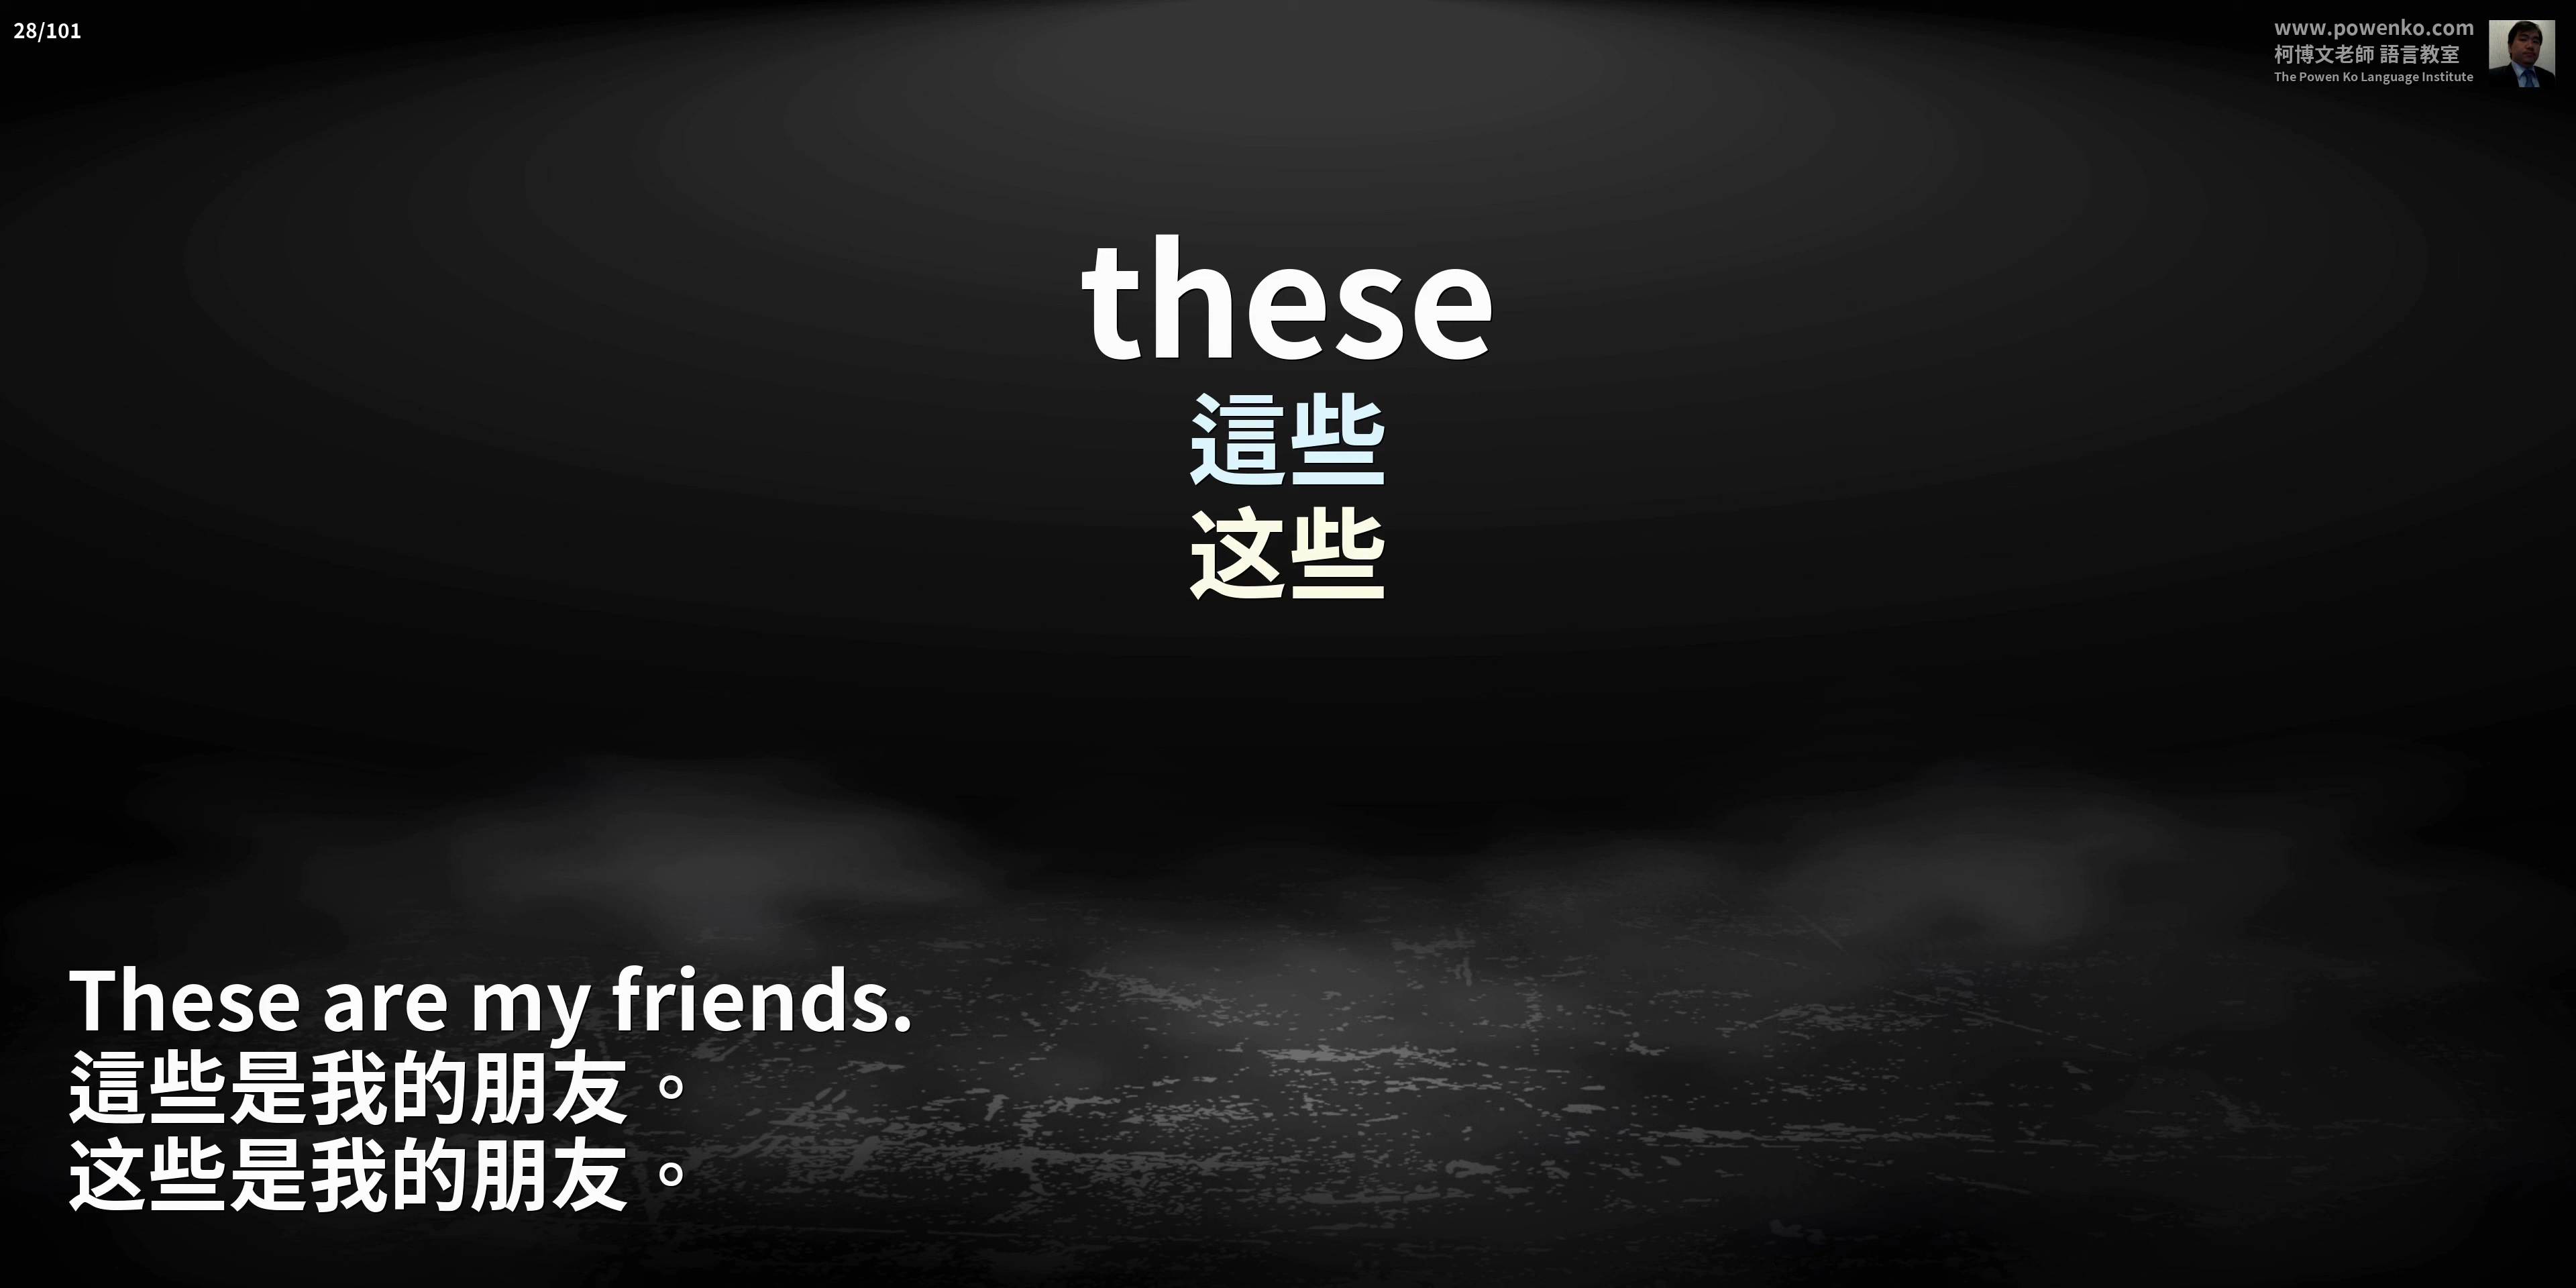 28/101
www.powenko.com
柯博文老師 語言教室
The Powen Ko Language Institute
these
這些
这些
These are my friends.
這些是我的朋友。
这些是我的朋友。